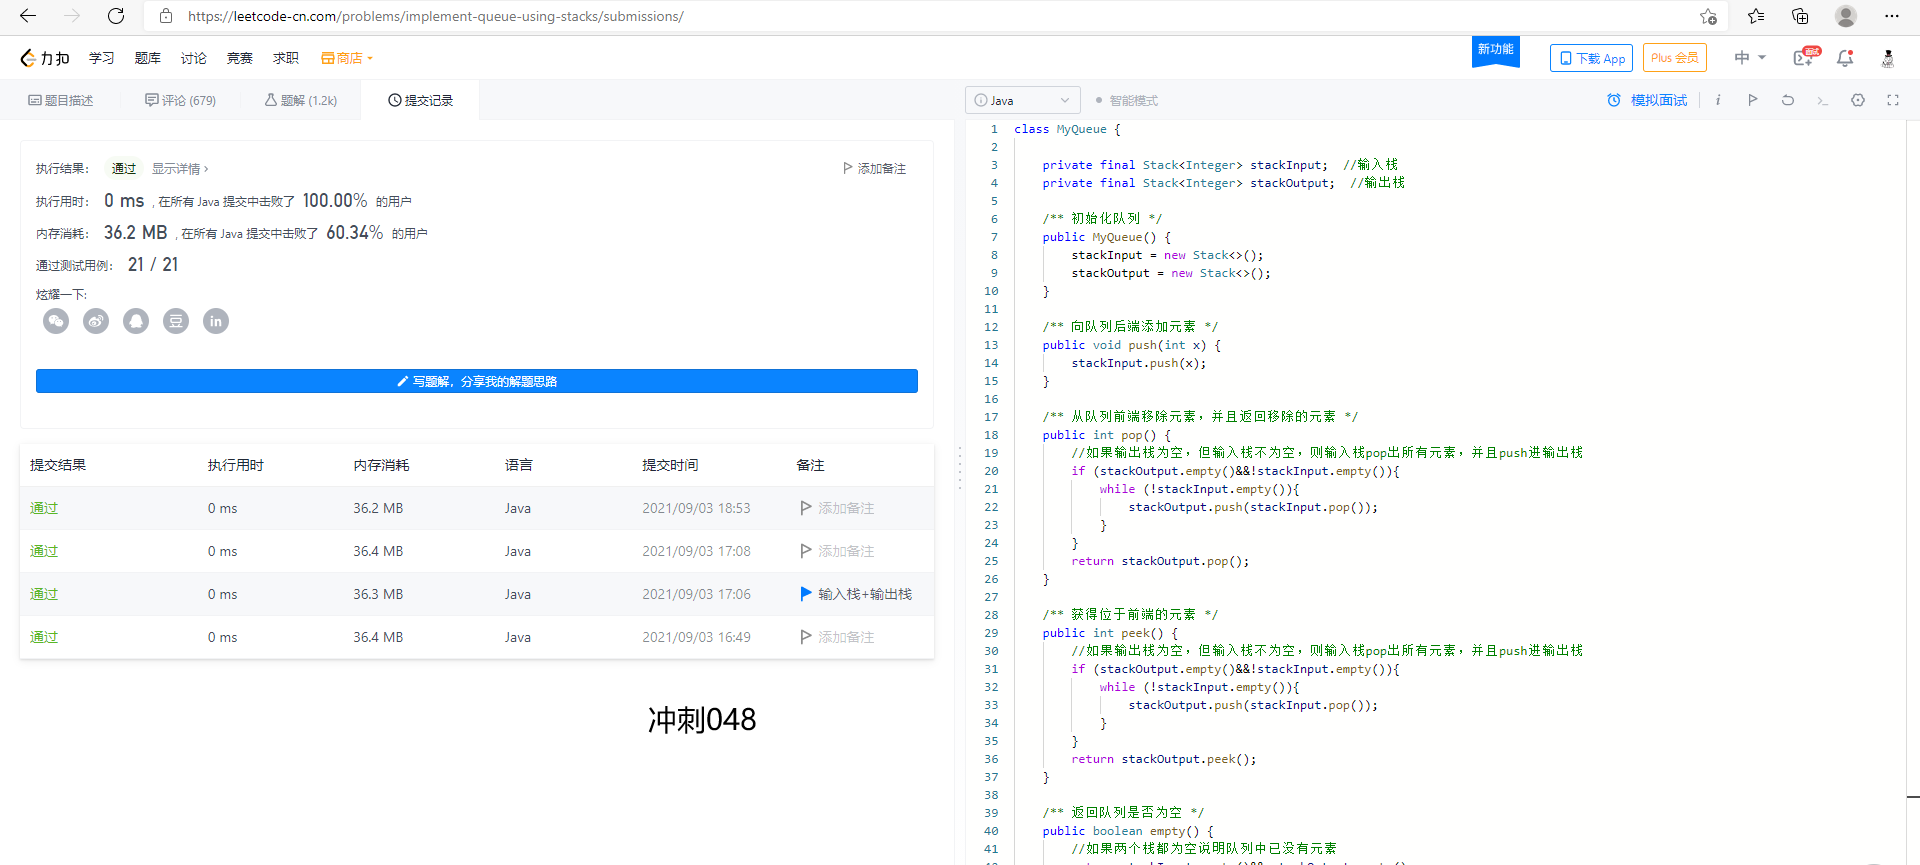 https://leetcode-cn.com/problems/implement-queue-using-stacks/submissions/
力扣 学习 题库 讨论 竞赛 求职 商店 新功能 下载 App Plus 会员 中 面试
题目描述 评论 (679) 题解 (1.2k) 提交记录
执行结果： 通过 显示详情 › 添加备注
执行用时： 0 ms , 在所有 Java 提交中击败了 100.00% 的用户
内存消耗： 36.2 MB , 在所有 Java 提交中击败了 60.34% 的用户
通过测试用例： 21 / 21
炫耀一下:
豆 in
写题解，分享我的解题思路
提交结果 执行用时 内存消耗 语言 提交时间 备注
通过 0 ms 36.2 MB Java 2021/09/03 18:53 添加备注
通过 0 ms 36.4 MB Java 2021/09/03 17:08 添加备注
通过 0 ms 36.3 MB Java 2021/09/03 17:06 输入栈+输出栈
通过 0 ms 36.4 MB Java 2021/09/03 16:49 添加备注
冲刺048
Java 智能模式 模拟面试
1 class MyQueue {
2
3 private final Stack<Integer> stackInput; //输入栈
4 private final Stack<Integer> stackOutput; //输出栈
5
6 /** 初始化队列 */
7 public MyQueue() {
8 stackInput = new Stack<>();
9 stackOutput = new Stack<>();
10 }
11
12 /** 向队列后端添加元素 */
13 public void push(int x) {
14 stackInput.push(x);
15 }
16
17 /** 从队列前端移除元素，并且返回移除的元素 */
18 public int pop() {
19 //如果输出栈为空，但输入栈不为空，则输入栈pop出所有元素，并且push进输出栈
20 if (stackOutput.empty()&&!stackInput.empty()){
21 while (!stackInput.empty()){
22 stackOutput.push(stackInput.pop());
23 }
24 }
25 return stackOutput.pop();
26 }
27
28 /** 获得位于前端的元素 */
29 public int peek() {
30 //如果输出栈为空，但输入栈不为空，则输入栈pop出所有元素，并且push进输出栈
31 if (stackOutput.empty()&&!stackInput.empty()){
32 while (!stackInput.empty()){
33 stackOutput.push(stackInput.pop());
34 }
35 }
36 return stackOutput.peek();
37 }
38
39 /** 返回队列是否为空 */
40 public boolean empty() {
41 //如果两个栈都为空说明队列中已没有元素